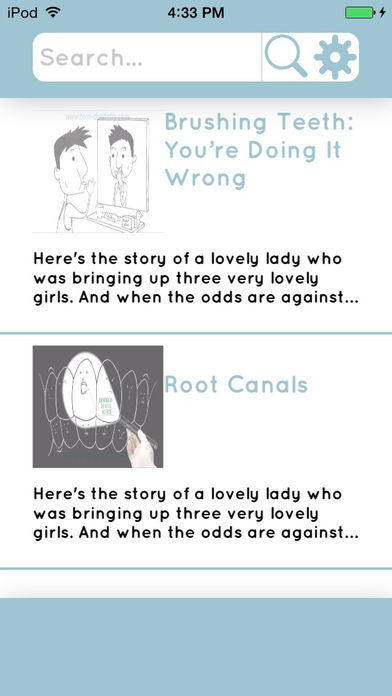 iPod 4:33 PM
Search...
Brushing Teeth:
You're Doing It
Wrong
Here's the story of a lovely lady who
was bringing up three very lovely
girls. And when the odds are against...
Root Canals
Here's the story of a lovely lady who
was bringing up three very lovely
girls. And when the odds are against...